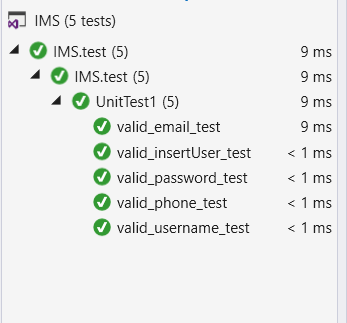 IMS (5 tests)
IMS.test (5) 9 ms
IMS.test (5) 9 ms
UnitTest1 (5) 9 ms
valid_email_test 9 ms
valid_insertUser_test < 1 ms
valid_password_test < 1 ms
valid_phone_test < 1 ms
valid_username_test < 1 ms